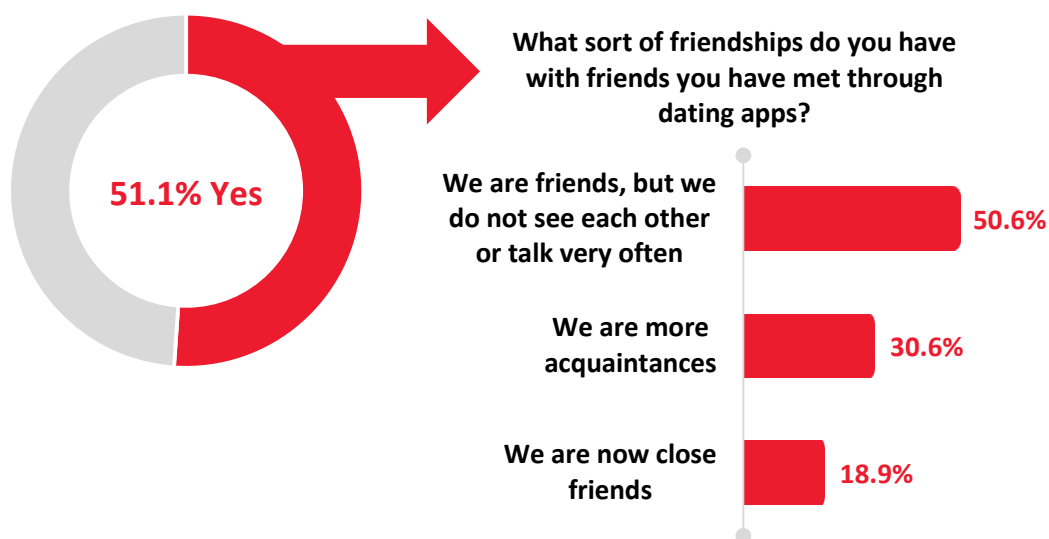 51.1% Yes
What sort of friendships do you have
with friends you have met through
dating apps?
We are friends, but we
do not see each other
or talk very often
50.6%
We are more
acquaintances
30.6%
We are now close
friends
18.9%